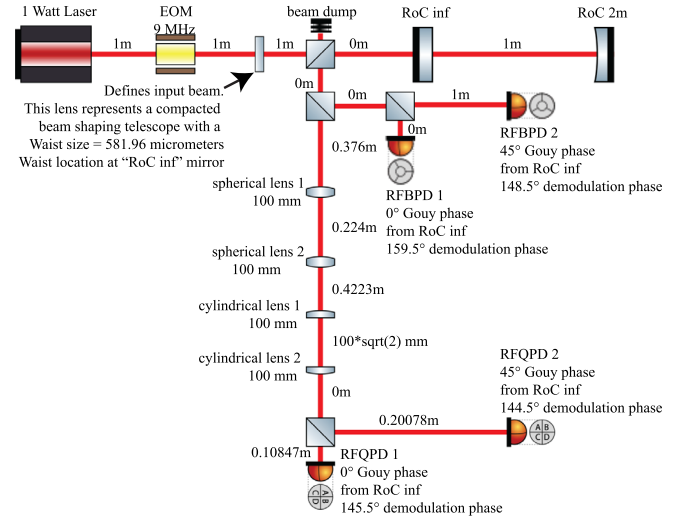 1 Watt Laser
EOM
9 MHz
beam dump
RoC inf
RoC 2m
1m
1m
1m
0m
1m
Defines input beam.
This lens represents a compacted
beam shaping telescope with a
Waist size = 581.96 micrometers
Waist location at “RoC inf” mirror
0m
0m
1m
0m
RFBPD 2
45° Gouy phase
from RoC inf
148.5° demodulation phase
RFBPD 1
0° Gouy phase
from RoC inf
159.5° demodulation phase
0.376m
spherical lens 1
100 mm
0.224m
spherical lens 2
100 mm
0.4223m
cylindrical lens 1
100 mm
100*sqrt(2) mm
cylindrical lens 2
100 mm
0m
RFQPD 2
45° Gouy phase
from RoC inf
144.5° demodulation phase
0.20078m
A B
C D
0.10847m
RFQPD 1
0° Gouy phase
from RoC inf
145.5° demodulation phase
A B
C D